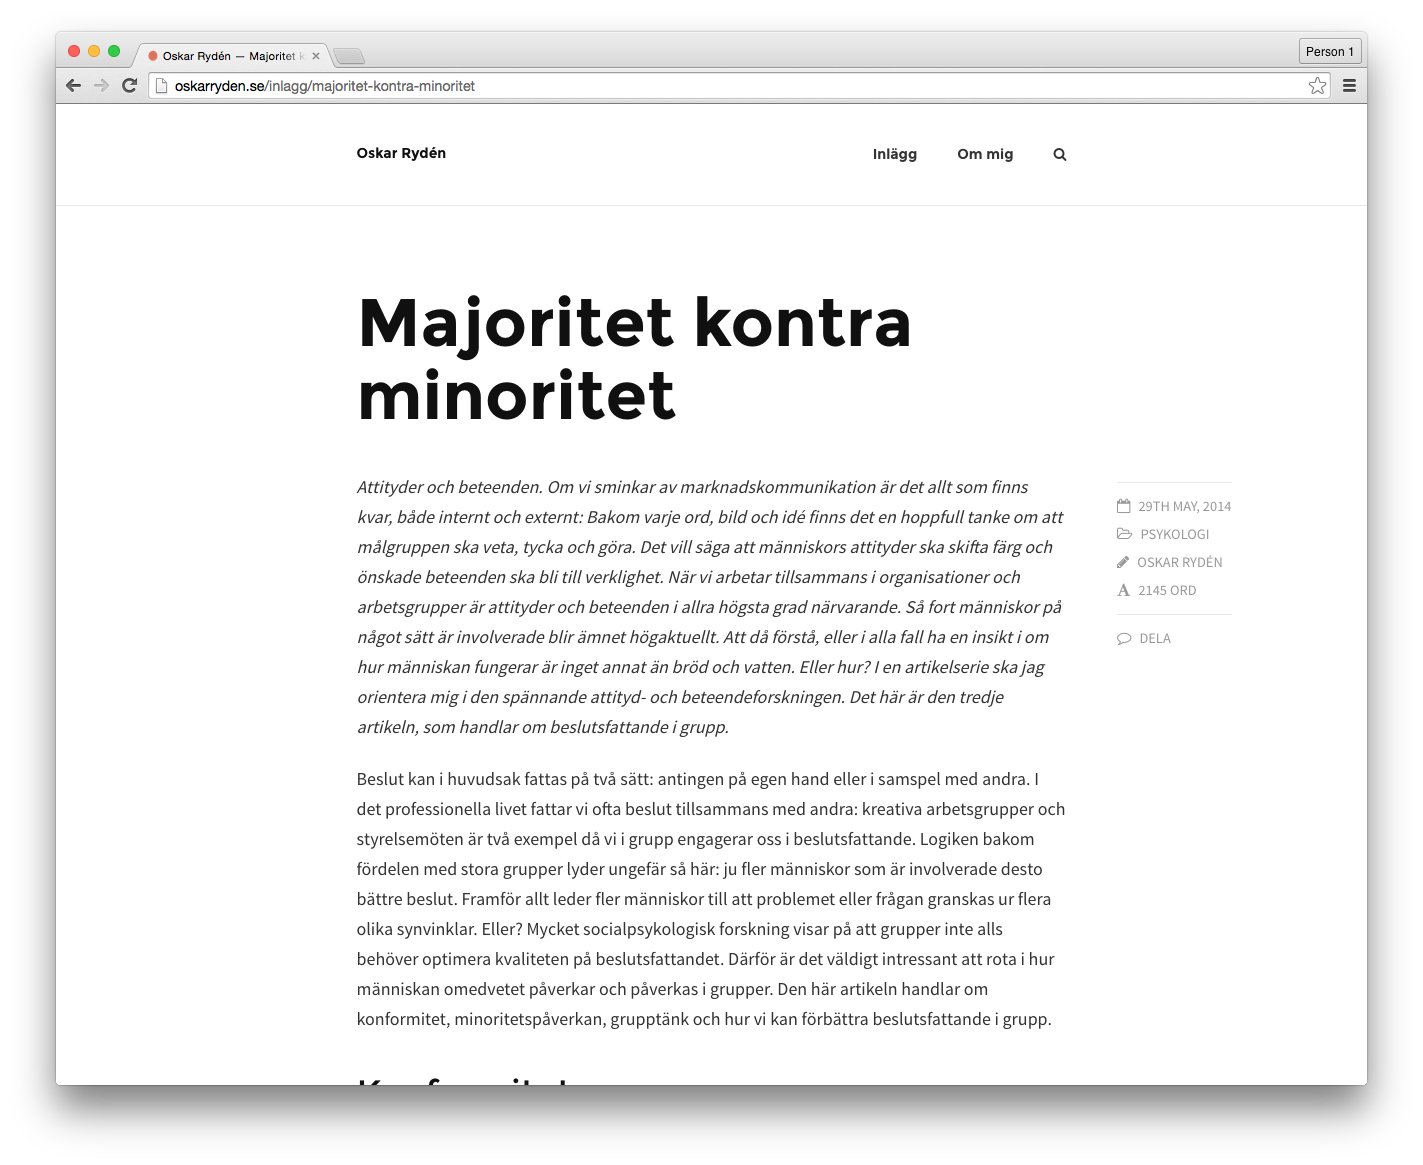 Oskar Rydén — Majoritet k
Person 1
oskarryden.se/inlagg/majoritet-kontra-minoritet
Oskar Rydén
Inlägg
Om mig
Majoritet kontra
minoritet
Attityder och beteenden. Om vi sminkar av marknadskommunikation är det allt som finns
kvar, både internt och externt: Bakom varje ord, bild och idé finns det en hoppfull tanke om att
målgruppen ska veta, tycka och göra. Det vill säga att människors attityder ska skifta färg och
önskade beteenden ska bli till verklighet. När vi arbetar tillsammans i organisationer och
arbetsgrupper är attityder och beteenden i allra högsta grad närvarande. Så fort människor på
något sätt är involverade blir ämnet högaktuellt. Att då förstå, eller i alla fall ha en insikt i om
hur människan fungerar är inget annat än bröd och vatten. Eller hur? I en artikelserie ska jag
orientera mig i den spännande attityd- och beteendeforskningen. Det här är den tredje
artikeln, som handlar om beslutsfattande i grupp.
29TH MAY, 2014
PSYKOLOGI
OSKAR RYDÉN
2145 ORD
DELA
Beslut kan i huvudsak fattas på två sätt: antingen på egen hand eller i samspel med andra. I
det professionella livet fattar vi ofta beslut tillsammans med andra: kreativa arbetsgrupper och
styrelsemöten är två exempel då vi i grupp engagerar oss i beslutsfattande. Logiken bakom
fördelen med stora grupper lyder ungefär så här: ju fler människor som är involverade desto
bättre beslut. Framför allt leder fler människor till att problemet eller frågan granskas ur flera
olika synvinklar. Eller? Mycket socialpsykologisk forskning visar på att grupper inte alls
behöver optimera kvaliteten på beslutsfattandet. Därför är det väldigt intressant att rota i hur
människan omedvetet påverkar och påverkas i grupper. Den här artikeln handlar om
konformitet, minoritetspåverkan, grupptänk och hur vi kan förbättra beslutsfattande i grupp.
Konformitet